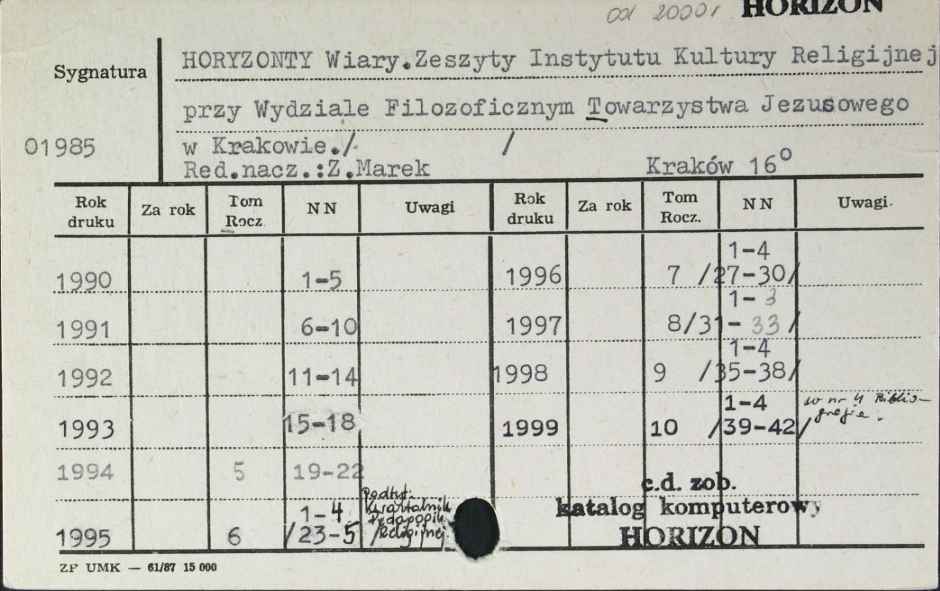 od 2000r HORIZON
HORYZONTY Wiary.Zeszyty Instytutu Kultury Religijnej
Sygnatura
przy Wydziale Filozoficznym Towarzystwa Jezusowego
01985
w Krakowie./ /
Red.nacz.:Z.Marek Kraków 16°
Rok druku Za rok Tom Rocz. NN Uwagi Rok druku Za rok Tom Rocz. NN Uwagi
1990 1-5 1996 7 1-4 /27-30/
1991 6-10 1997 8 1-3 /31-33/
1992 11-14 1998 9 1-4 /35-38/
1993 15-18 1999 10 1-4 /39-42/ w nr 4 Bibliografia.
1994 5 19-22
c.d. zob.
katalog komputerowy
HORIZON
1995 6 1-4 /23-5 Podtyt. Kwartalnik religijnej
ZP UMK — 61/87 15 000